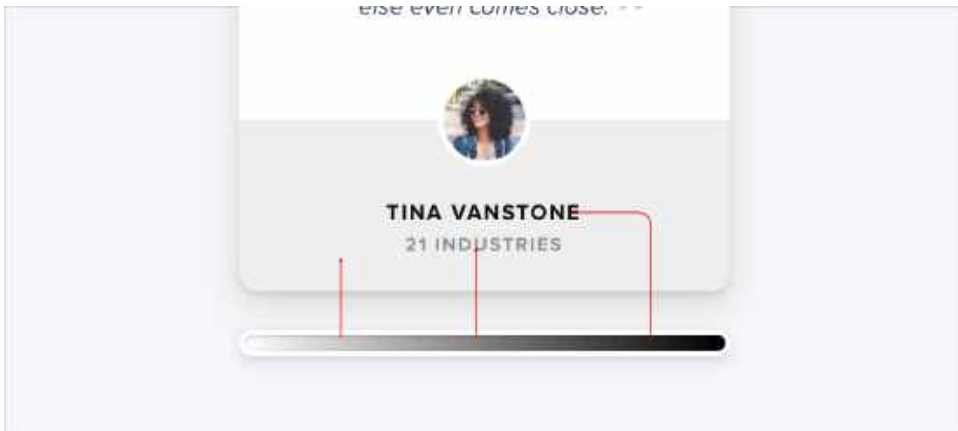 else even comes close. "
TINA VANSTONE
21 INDUSTRIES